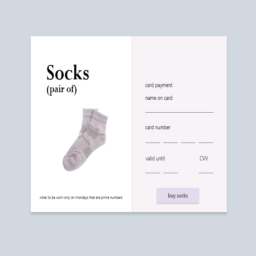 Socks
(pair of)
note: to be worn only on mondays that are prime numbers
card payment
name on card
card number
valid until
CVV
buy socks